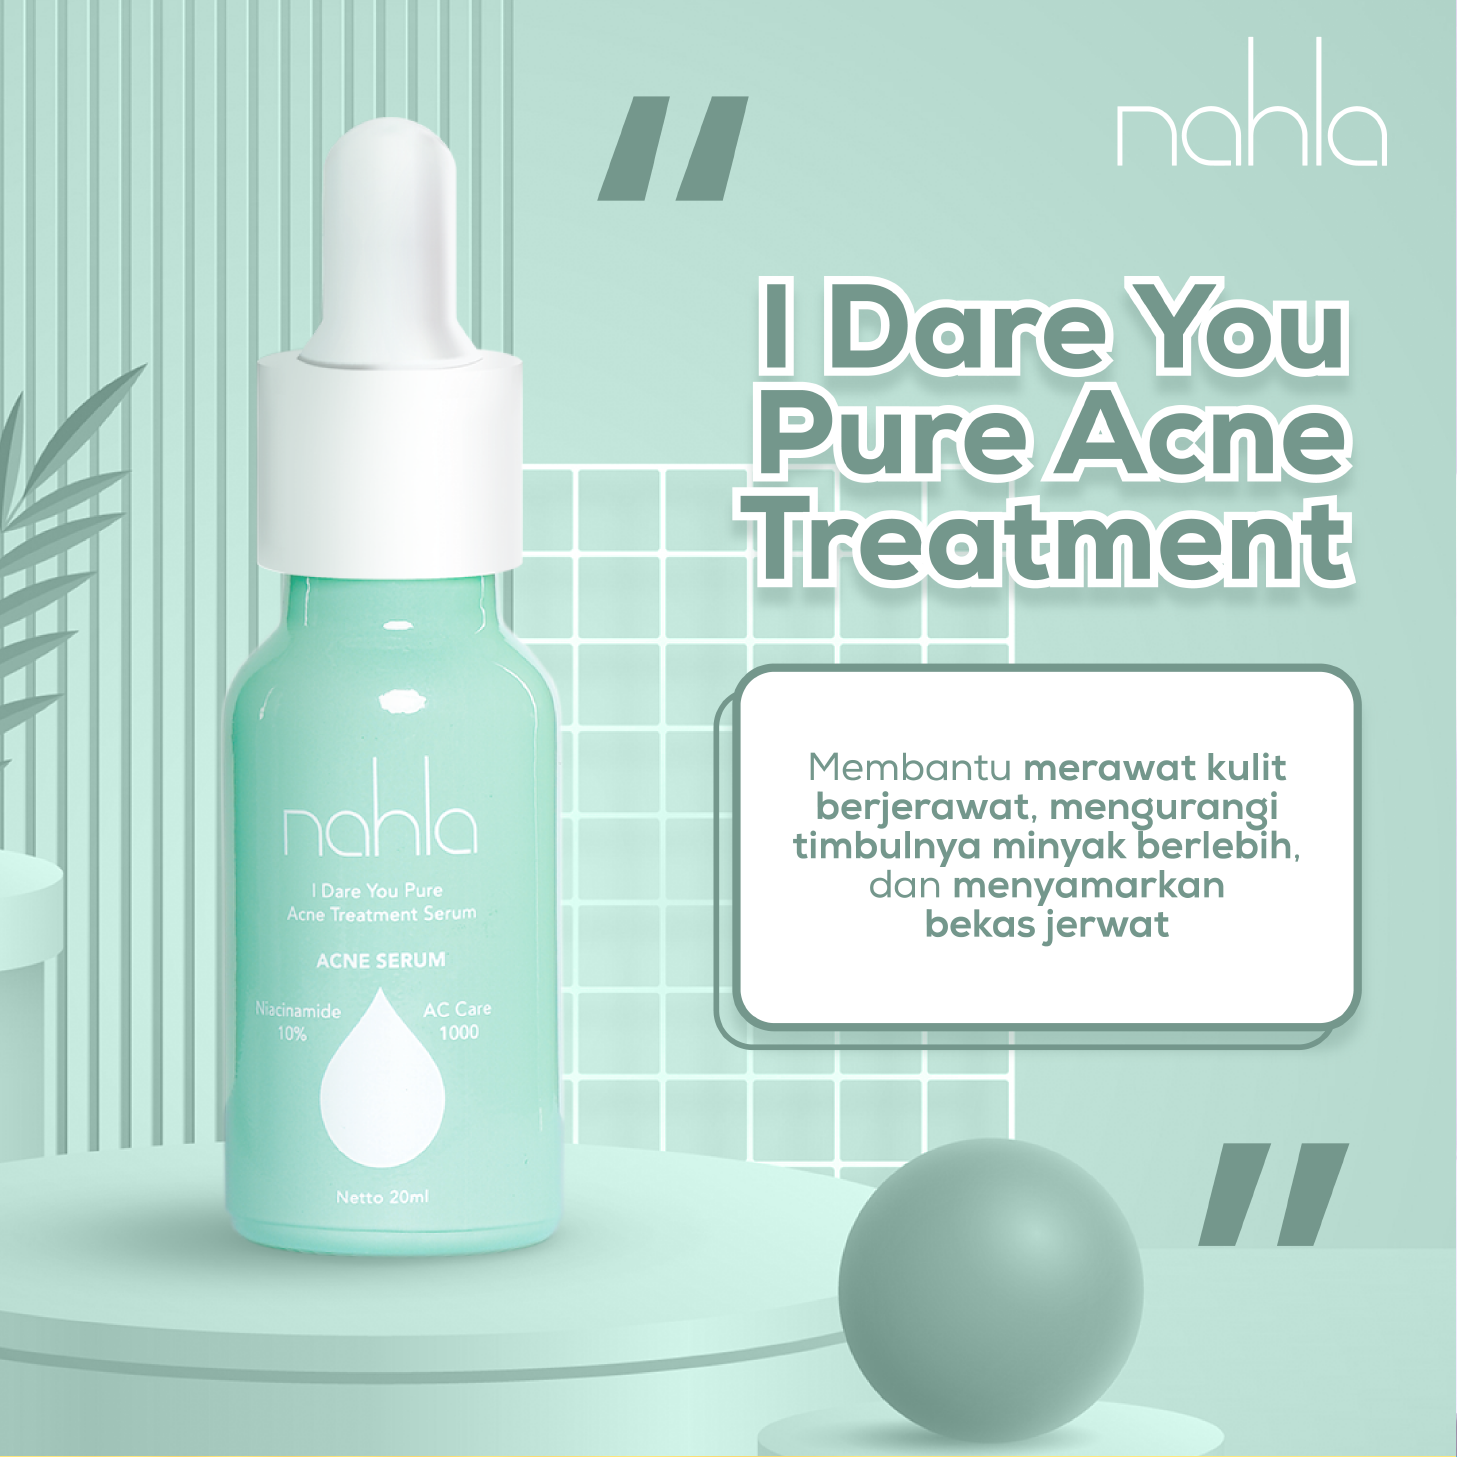 nahla
I Dare You
Pure Acne
Treatment
Membantu merawat kulit
berjerawat, mengurangi
timbulnya minyak berlebih,
dan menyamarkan
bekas jerwat
nahla
I Dare You Pure
Acne Treatment Serum
ACNE SERUM
Niacinamide
10%
AC Care
1000
Netto 20ml